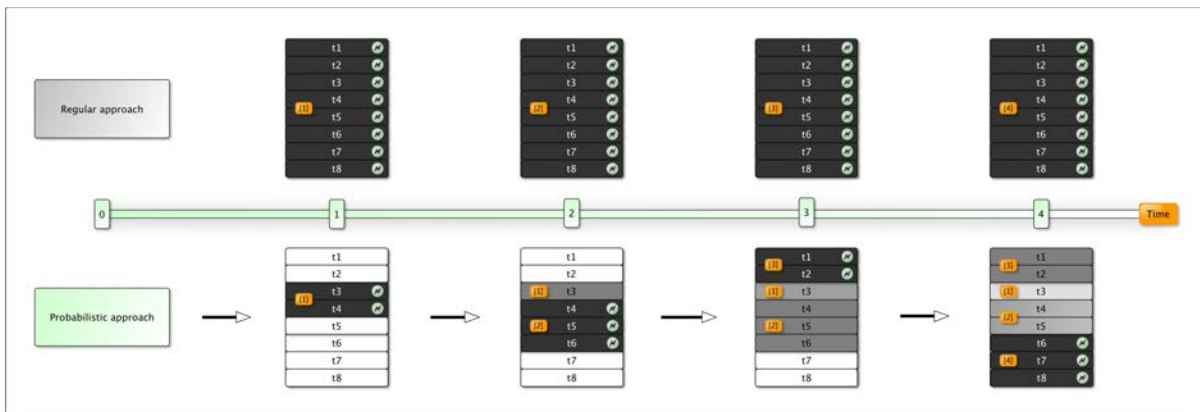 Regular approach
t1
t2
t3
t4
[1]
t5
t6
t7
t8
t1
t2
t3
t4
[2]
t5
t6
t7
t8
t1
t2
t3
t4
[3]
t5
t6
t7
t8
t1
t2
t3
t4
[4]
t5
t6
t7
t8
0 1 2 3 4 Time
Probabilistic approach
t1
t2
[1] t3
t4
t5
t6
t7
t8
t1
t2
[1] t3
t4
[2] t5
t6
t7
t8
t1
[3]
t2
[1] t3
t4
[2] t5
t6
t7
t8
t1
[3]
t2
[1] t3
t4
[2]
t5
t6
[4] t7
t8